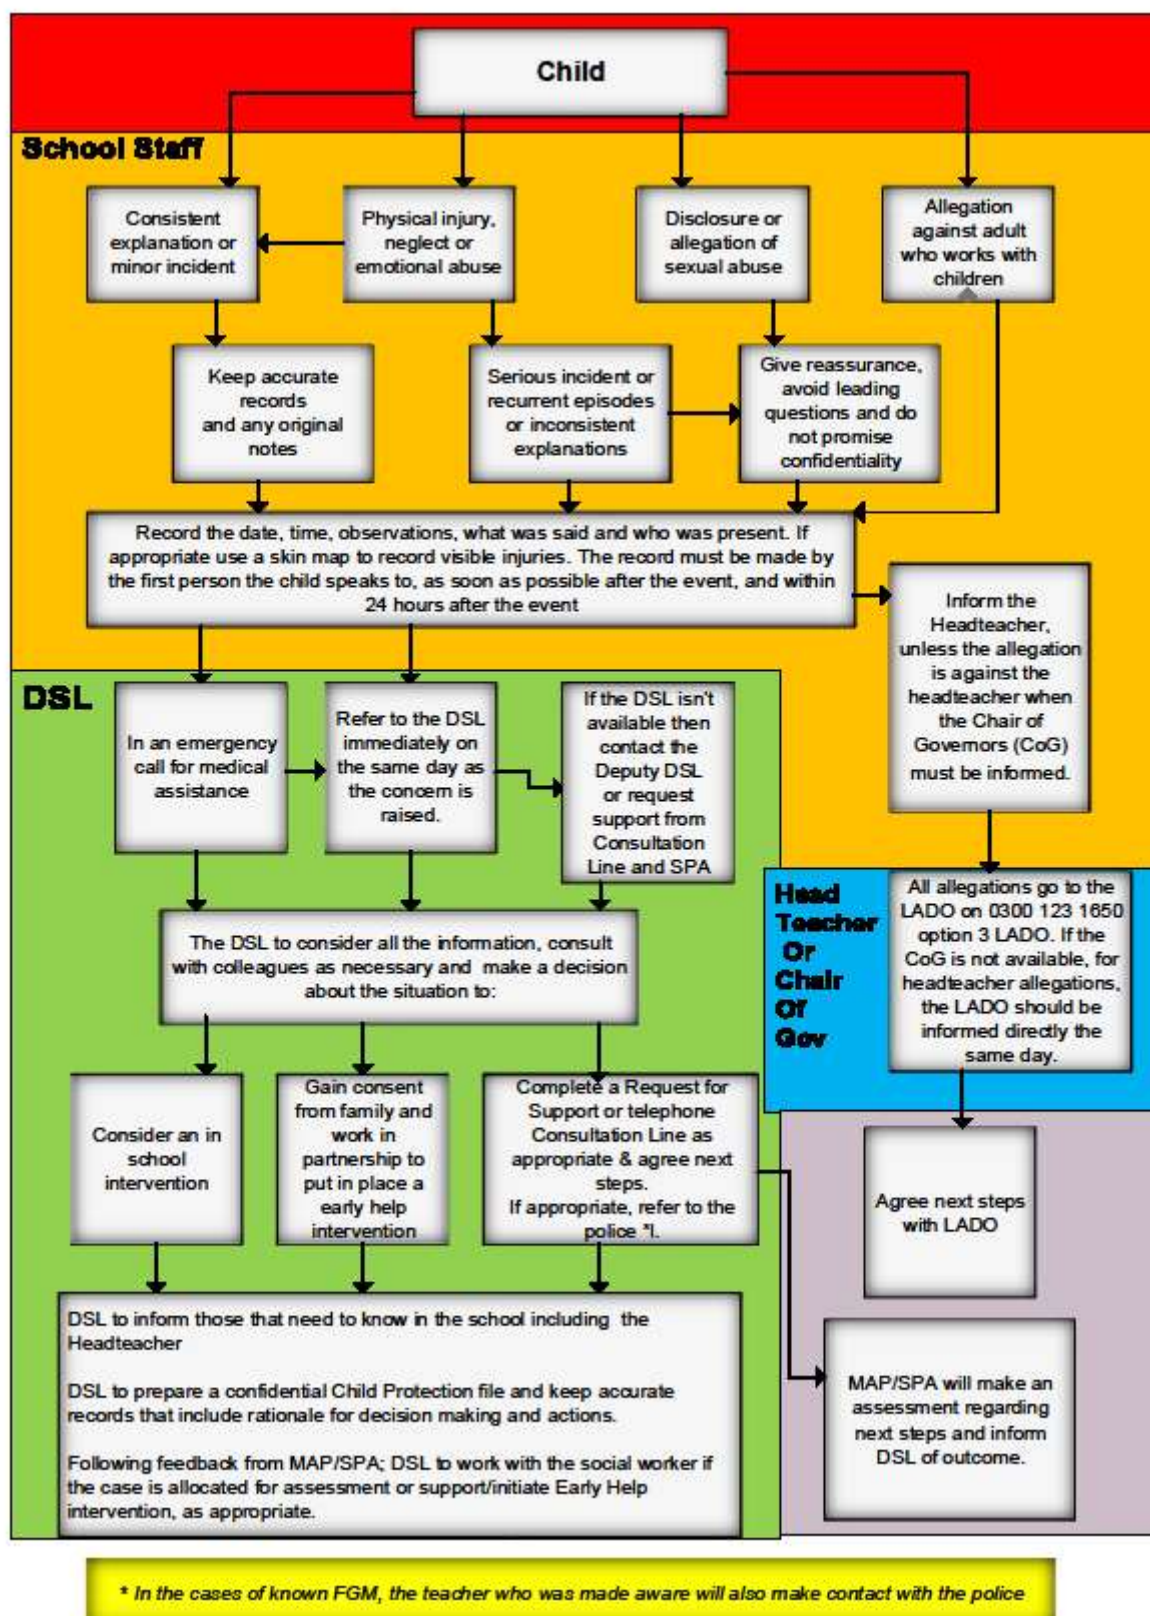 Child
School Staff
Consistent
explanation or
minor incident
Physical injury,
neglect or
emotional abuse
Disclosure or
allegation of
sexual abuse
Allegation
against adult
who works with
children
Keep accurate
records
and any original
notes
Serious incident or
recurrent episodes
or inconsistent
explanations
Give reassurance,
avoid leading
questions and do
not promise
confidentiality
Record the date, time, observations, what was said and who was present. If
appropriate use a skin map to record visible injuries. The record must be made by
the first person the child speaks to, as soon as possible after the event, and within
24 hours after the event
Inform the
Headteacher,
unless the allegation
is against the
headteacher when
the Chair of
Governors (CoG)
must be informed.
DSL
In an emergency
call for medical
assistance
Refer to the DSL
immediately on
the same day as
the concern is
raised.
If the DSL isn't
available then
contact the
Deputy DSL
or request
support from
Consultation
Line and SPA
Head
Teacher
Or
Chair
Of
Gov
All allegations go to the
LADO on 0300 123 1650
option 3 LADO. If the
CoG is not available, for
headteacher allegations,
the LADO should be
informed directly the
same day.
The DSL to consider all the information, consult
with colleagues as necessary and make a decision
about the situation to:
Consider an in
school
intervention
Gain consent
from family and
work in
partnership to
put in place a
early help
intervention
Complete a Request for
Support or telephone
Consultation Line as
appropriate & agree next
steps.
If appropriate, refer to the
police *I.
Agree next steps
with LADO
DSL to inform those that need to know in the school including the
Headteacher
DSL to prepare a confidential Child Protection file and keep accurate
records that include rationale for decision making and actions.
Following feedback from MAP/SPA; DSL to work with the social worker if
the case is allocated for assessment or support/initiate Early Help
intervention, as appropriate.
MAP/SPA will make an
assessment regarding
next steps and inform
DSL of outcome.
* In the cases of known FGM, the teacher who was made aware will also make contact with the police